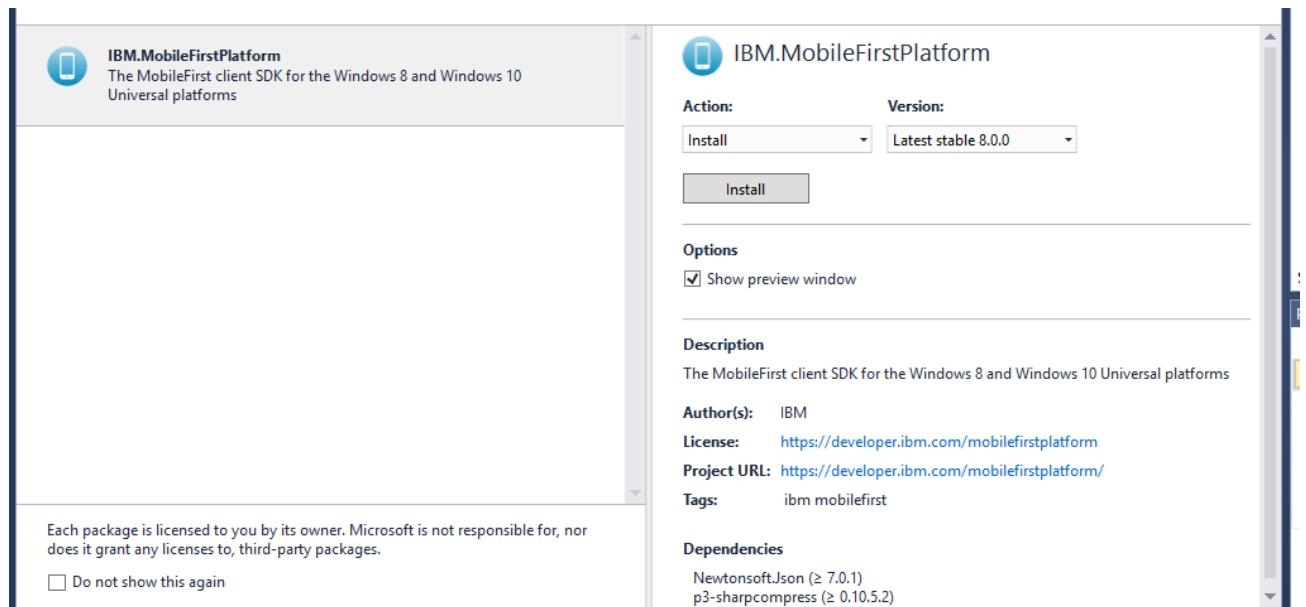 IBM.MobileFirstPlatform
The MobileFirst client SDK for the Windows 8 and Windows 10
Universal platforms
Each package is licensed to you by its owner. Microsoft is not responsible for, nor
does it grant any licenses to, third-party packages.
Do not show this again
IBM.MobileFirstPlatform
Action: Version:
Install Latest stable 8.0.0
Install
Options
Show preview window
Description
The MobileFirst client SDK for the Windows 8 and Windows 10 Universal platforms
Author(s): IBM
License: https://developer.ibm.com/mobilefirstplatform
Project URL: https://developer.ibm.com/mobilefirstplatform/
Tags: ibm mobilefirst
Dependencies
Newtonsoft.Json (≥ 7.0.1)
p3-sharpcompress (≥ 0.10.5.2)